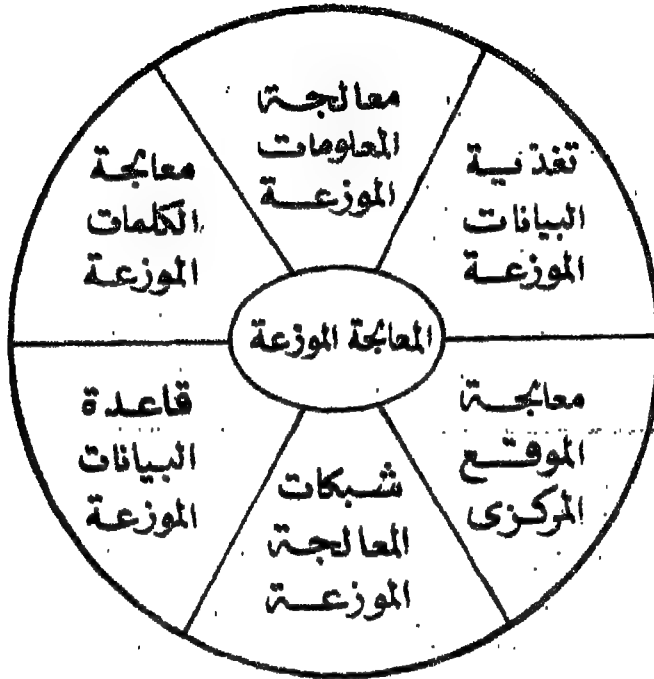 معالجة
المعلومات
الموزعة
تغذية
البيانات
الموزعة
معالجة
الكلمات
الموزعة
المعالجة الموزعة
معالجة
الموقع
المركزى
قاعدة
البيانات
الموزعة
شبكات
المعالجة
الموزعة